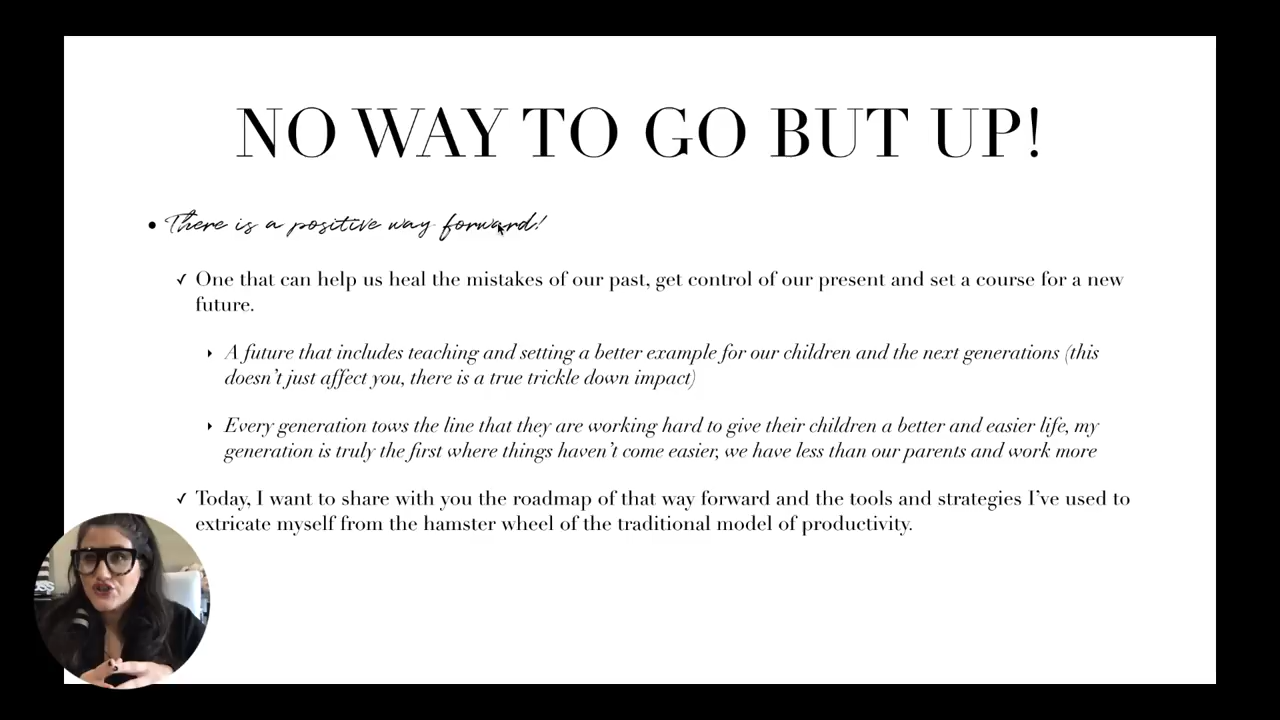 NO WAY TO GO BUT UP!
• There is a positive way forward!
✓ One that can help us heal the mistakes of our past, get control of our present and set a course for a new
future.
‣ A future that includes teaching and setting a better example for our children and the next generations (this
doesn't just affect you, there is a true trickle down impact)
‣ Every generation tows the line that they are working hard to give their children a better and easier life, my
generation is truly the first where things haven't come easier, we have less than our parents and work more
✓ Today, I want to share with you the roadmap of that way forward and the tools and strategies I've used to
extricate myself from the hamster wheel of the traditional model of productivity.